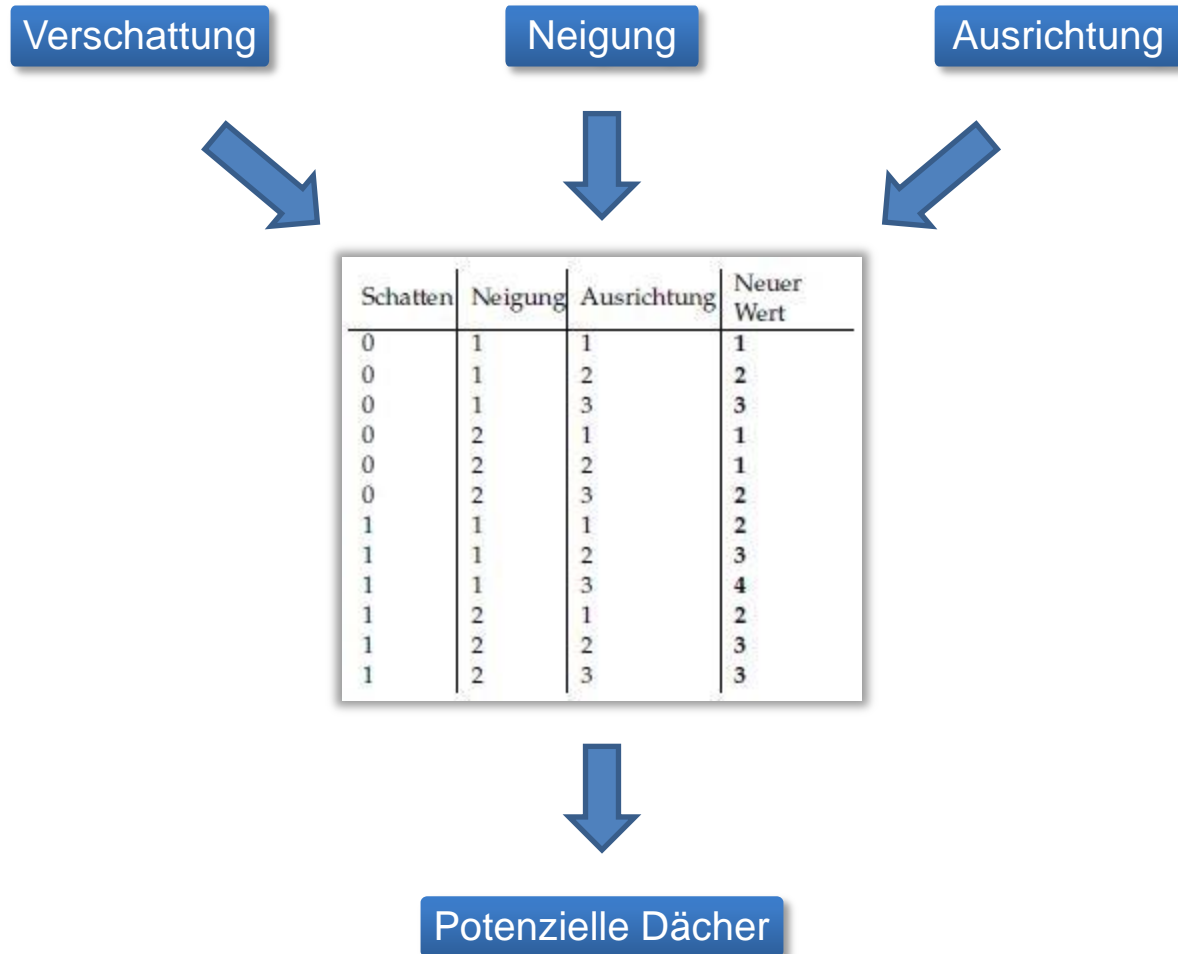 Verschattung Neigung Ausrichtung
Schatten Neigung Ausrichtung Neuer Wert
0 1 1 1
0 1 2 2
0 1 3 3
0 2 1 1
0 2 2 1
0 2 3 2
1 1 1 2
1 1 2 3
1 1 3 4
1 2 1 2
1 2 2 3
1 2 3 3
Potenzielle Dächer